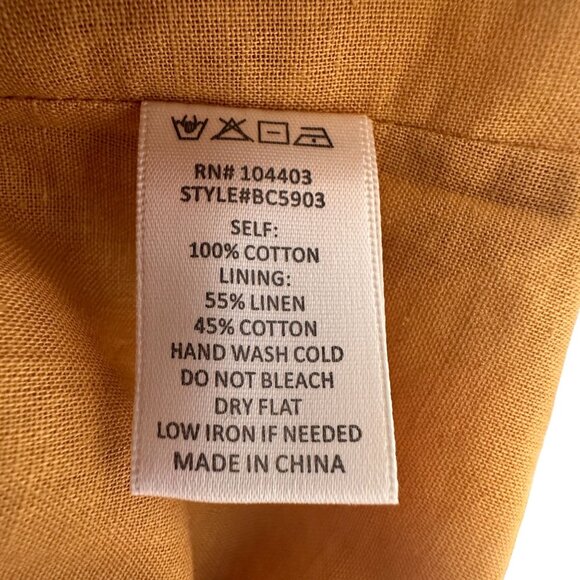 RN# 104403
STYLE#BC5903
SELF:
100% COTTON
LINING:
55% LINEN
45% COTTON
HAND WASH COLD
DO NOT BLEACH
DRY FLAT
LOW IRON IF NEEDED
MADE IN CHINA